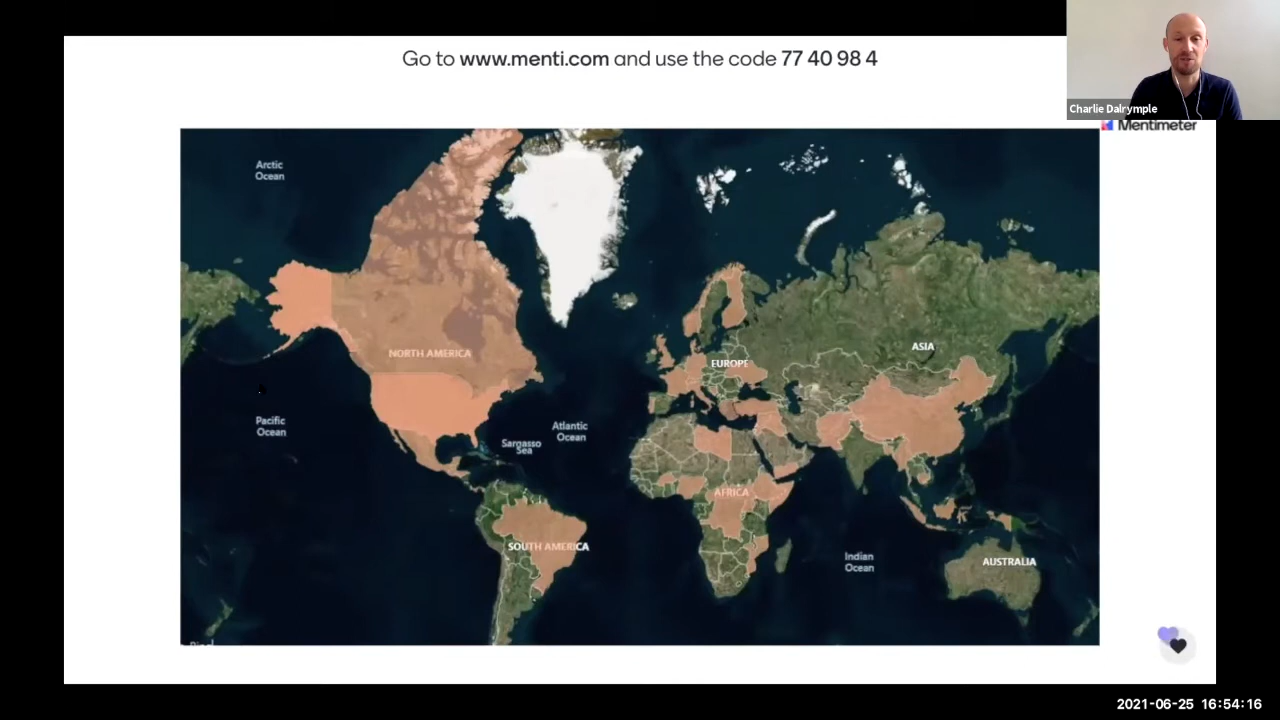 Go to www.menti.com and use the code 77 40 98 4
Charlie Dalrymple
Mentimeter
Arctic
Ocean
NORTH AMERICA
EUROPE
ASIA
Pacific
Ocean
Atlantic
Ocean
Sargasso
Sea
AFRICA
SOUTH AMERICA
Indian
Ocean
AUSTRALIA
2021-06-25 16:54:16